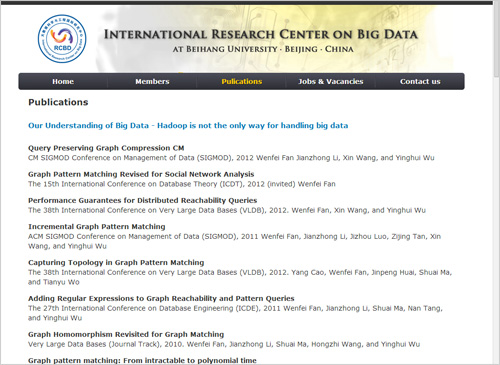 RCBD
INTERNATIONAL RESEARCH CENTER ON BIG DATA
AT BEIHANG UNIVERSITY · BEIJING · CHINA
Home Members Pulications Jobs & Vacancies Contact us
Publications
Our Understanding of Big Data - Hadoop is not the only way for handling big data
Query Preserving Graph Compression CM
CM SIGMOD Conference on Management of Data (SIGMOD), 2012 Wenfei Fan Jianzhong Li, Xin Wang, and Yinghui Wu
Graph Pattern Matching Revised for Social Network Analysis
The 15th International Conference on Database Theory (ICDT), 2012 (invited) Wenfei Fan
Performance Guarantees for Distributed Reachability Queries
The 38th International Conference on Very Large Data Bases (VLDB), 2012. Wenfei Fan, Xin Wang, and Yinghui Wu
Incremental Graph Pattern Matching
ACM SIGMOD Conference on Management of Data (SIGMOD), 2011 Wenfei Fan, Jianzhong Li, Jizhou Luo, Zijing Tan, Xin
Wang, and Yinghui Wu
Capturing Topology in Graph Pattern Matching
The 38th International Conference on Very Large Data Bases (VLDB), 2012. Yang Cao, Wenfei Fan, Jinpeng Huai, Shuai Ma,
and Tianyu Wo
Adding Regular Expressions to Graph Reachability and Pattern Queries
The 27th International Conference on Database Engineering (ICDE), 2011 Wenfei Fan, Jianzhong Li, Shuai Ma, Nan Tang,
and Yinghui Wu
Graph Homomorphism Revisited for Graph Matching
Very Large Data Bases (Journal Track), 2010. Wenfei Fan, Jianzhong Li, Shuai Ma, Hongzhi Wang, and Yinghui Wu
Graph pattern matching: From intractable to polynomial time